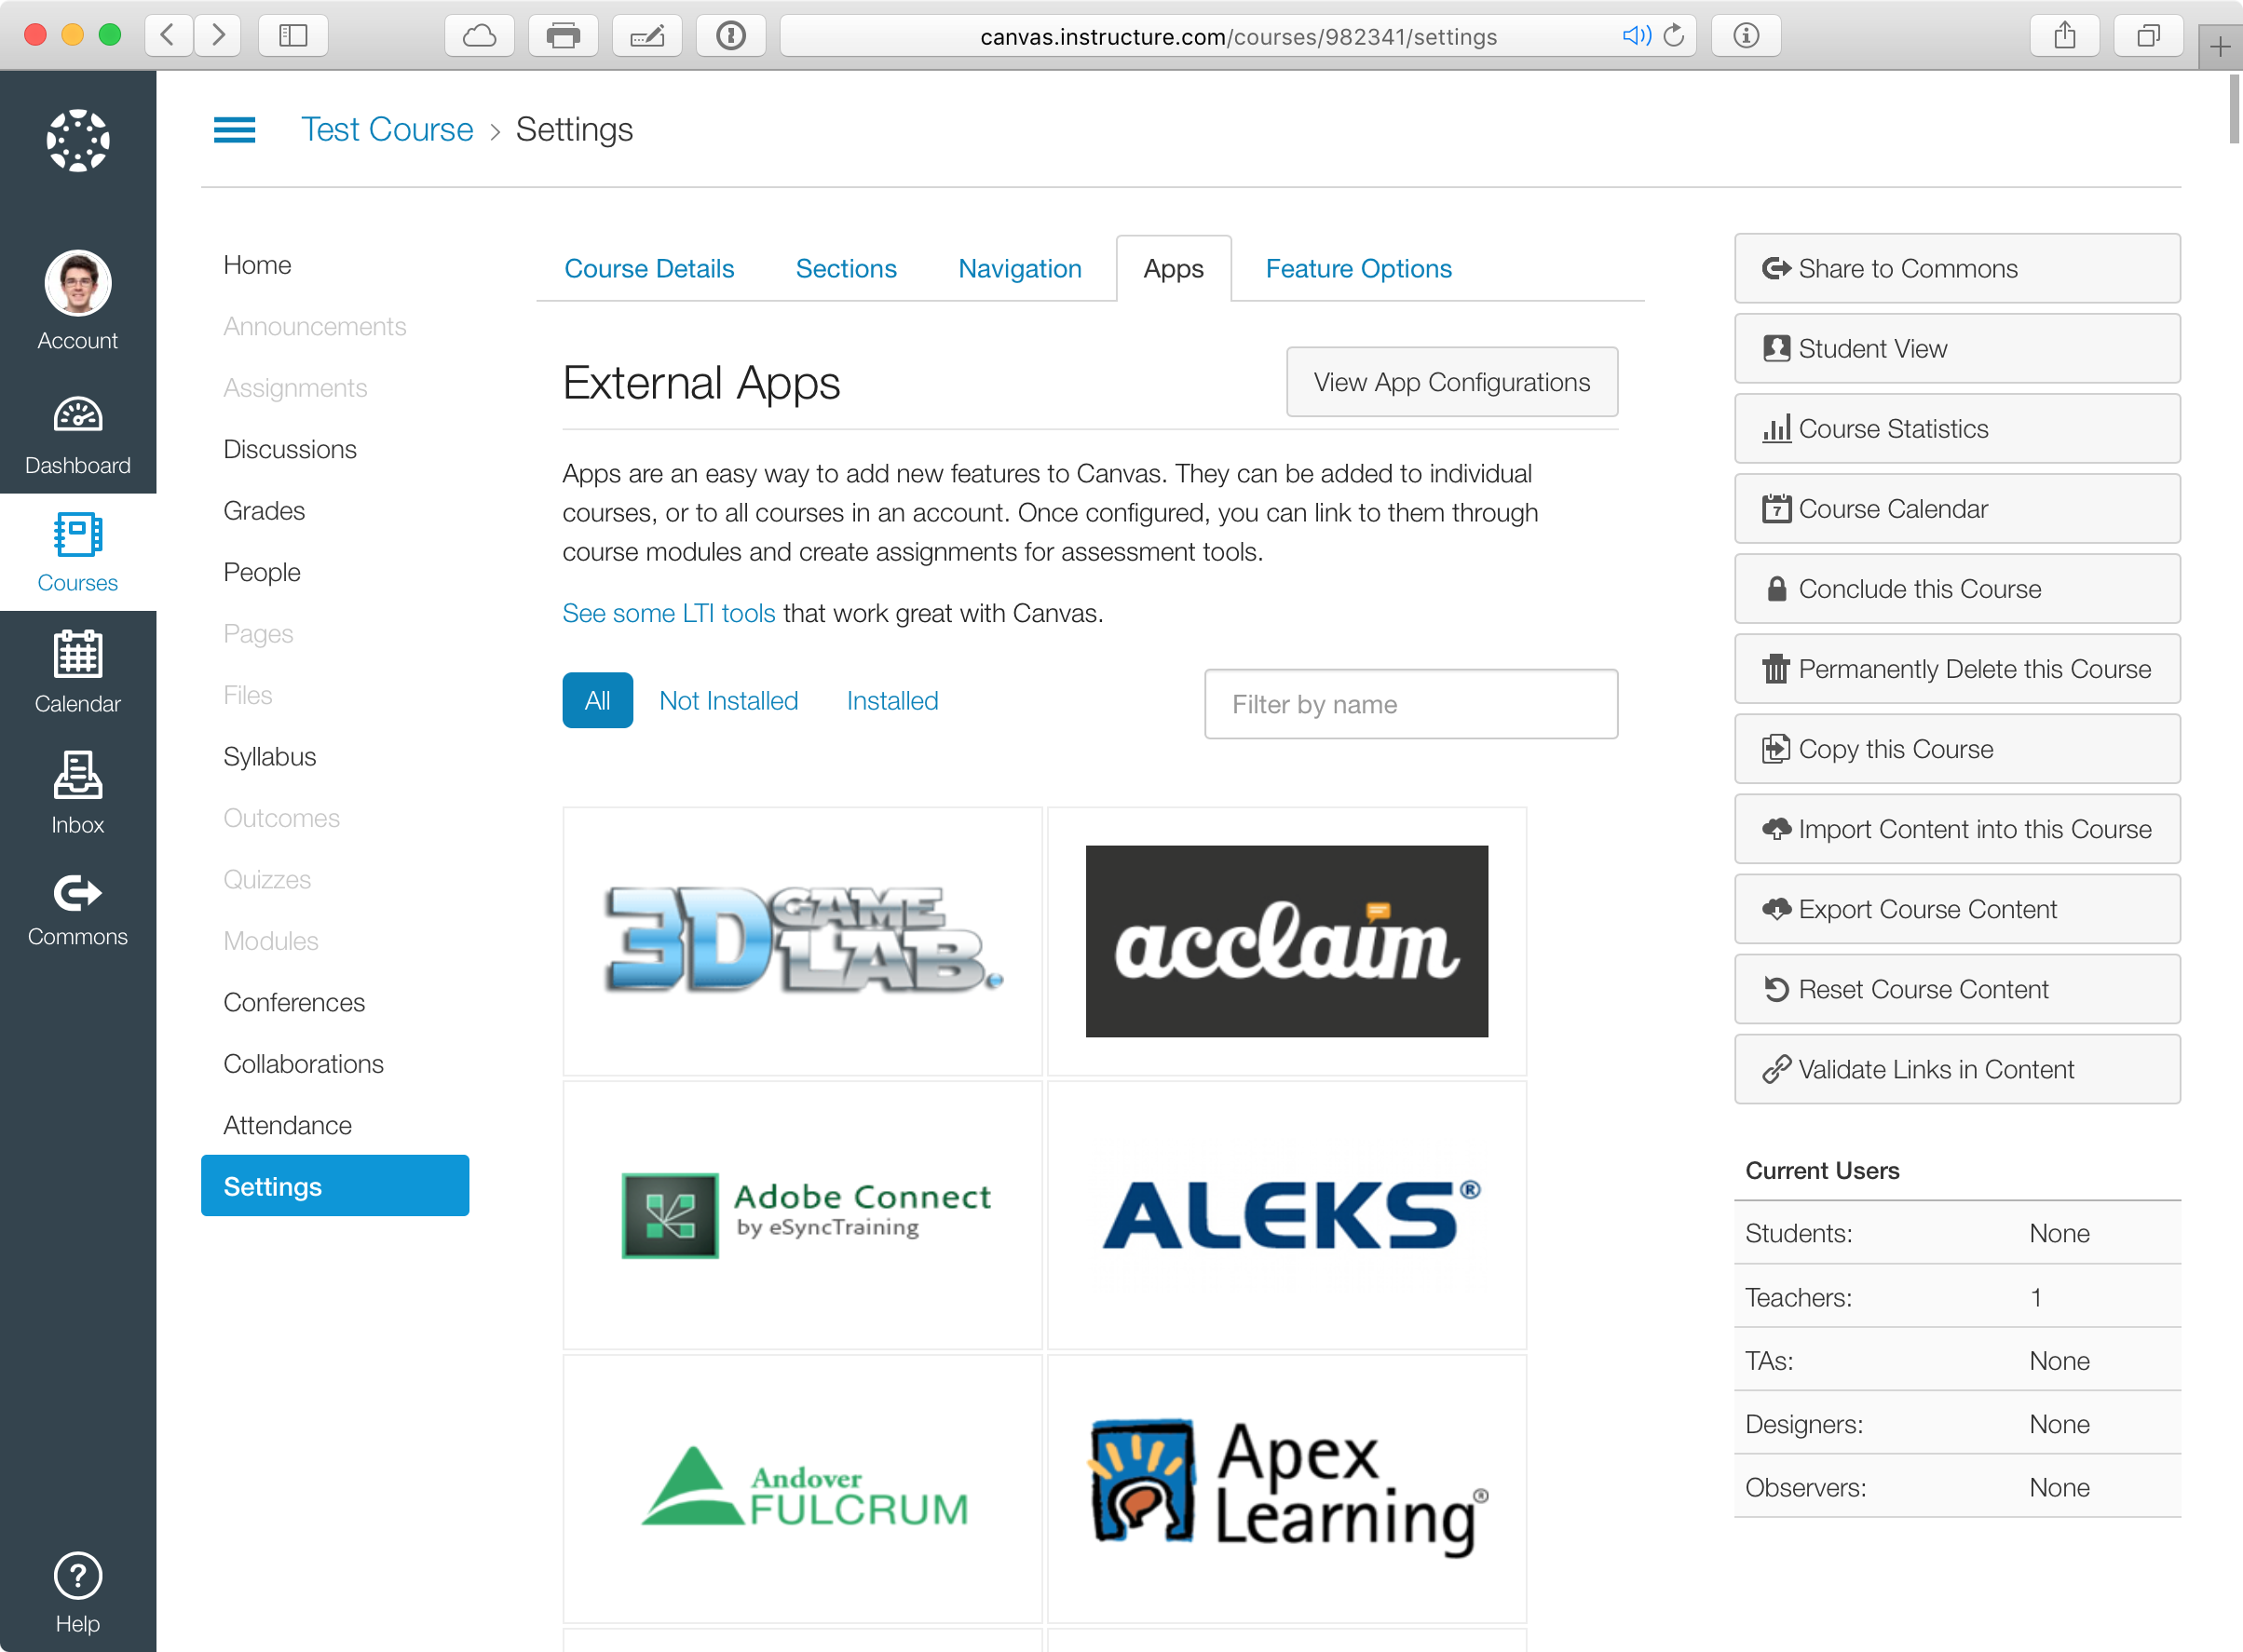 canvas.instructure.com/courses/982341/settings
Test Course > Settings
Account
Dashboard
Courses
7
Calendar
Inbox
Commons
?
Help
Home
Announcements
Assignments
Discussions
Grades
People
Pages
Files
Syllabus
Outcomes
Quizzes
Modules
Conferences
Collaborations
Attendance
Settings
Course Details
Sections
Navigation
Apps
Feature Options
External Apps
View App Configurations
Apps are an easy way to add new features to Canvas. They can be added to individual
courses, or to all courses in an account. Once configured, you can link to them through
course modules and create assignments for assessment tools.
See some LTI tools that work great with Canvas.
All
Not Installed
Installed
Filter by name
3D GAME
LAB.
acclaim
Adobe Connect
by eSyncTraining
ALEKS®
Andover
FULCRUM
Apex
Learning®
Share to Commons
Student View
Course Statistics
Course Calendar
Conclude this Course
Permanently Delete this Course
Copy this Course
Import Content into this Course
Export Course Content
Reset Course Content
Validate Links in Content
Current Users
Students: None
Teachers: 1
TAs: None
Designers: None
Observers: None